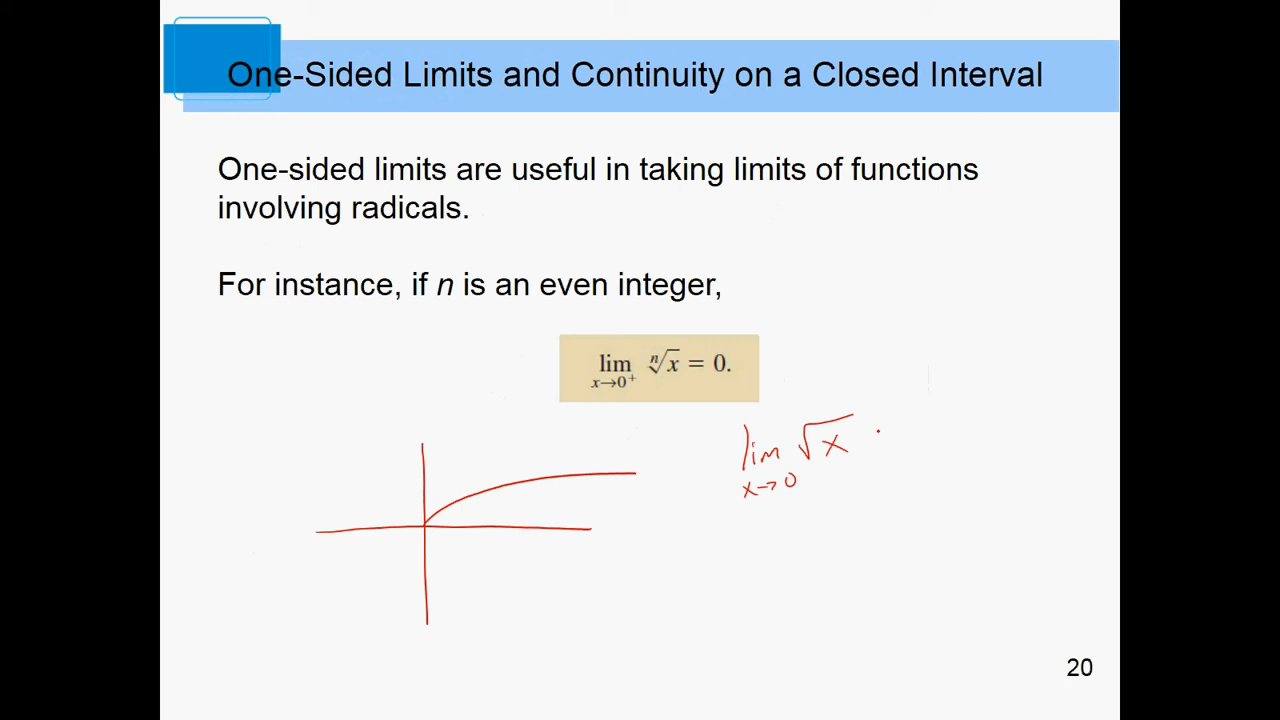 One-Sided Limits and Continuity on a Closed Interval
One-sided limits are useful in taking limits of functions
involving radicals.
For instance, if n is an even integer,
lim ⁿ√x = 0.
x→0⁺
lim √x
x→0
20